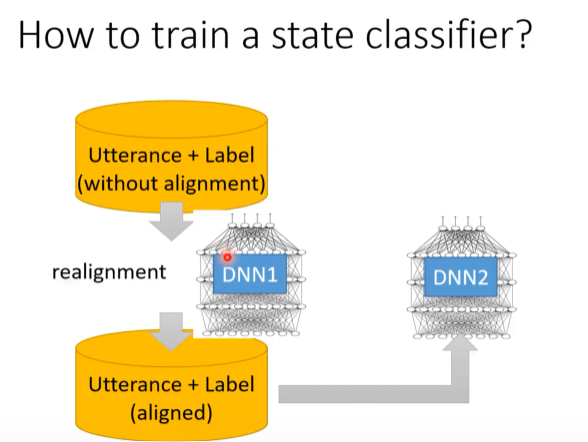 How to train a state classifier?
Utterance + Label
(without alignment)
realignment
DNN1
DNN2
Utterance + Label
(aligned)